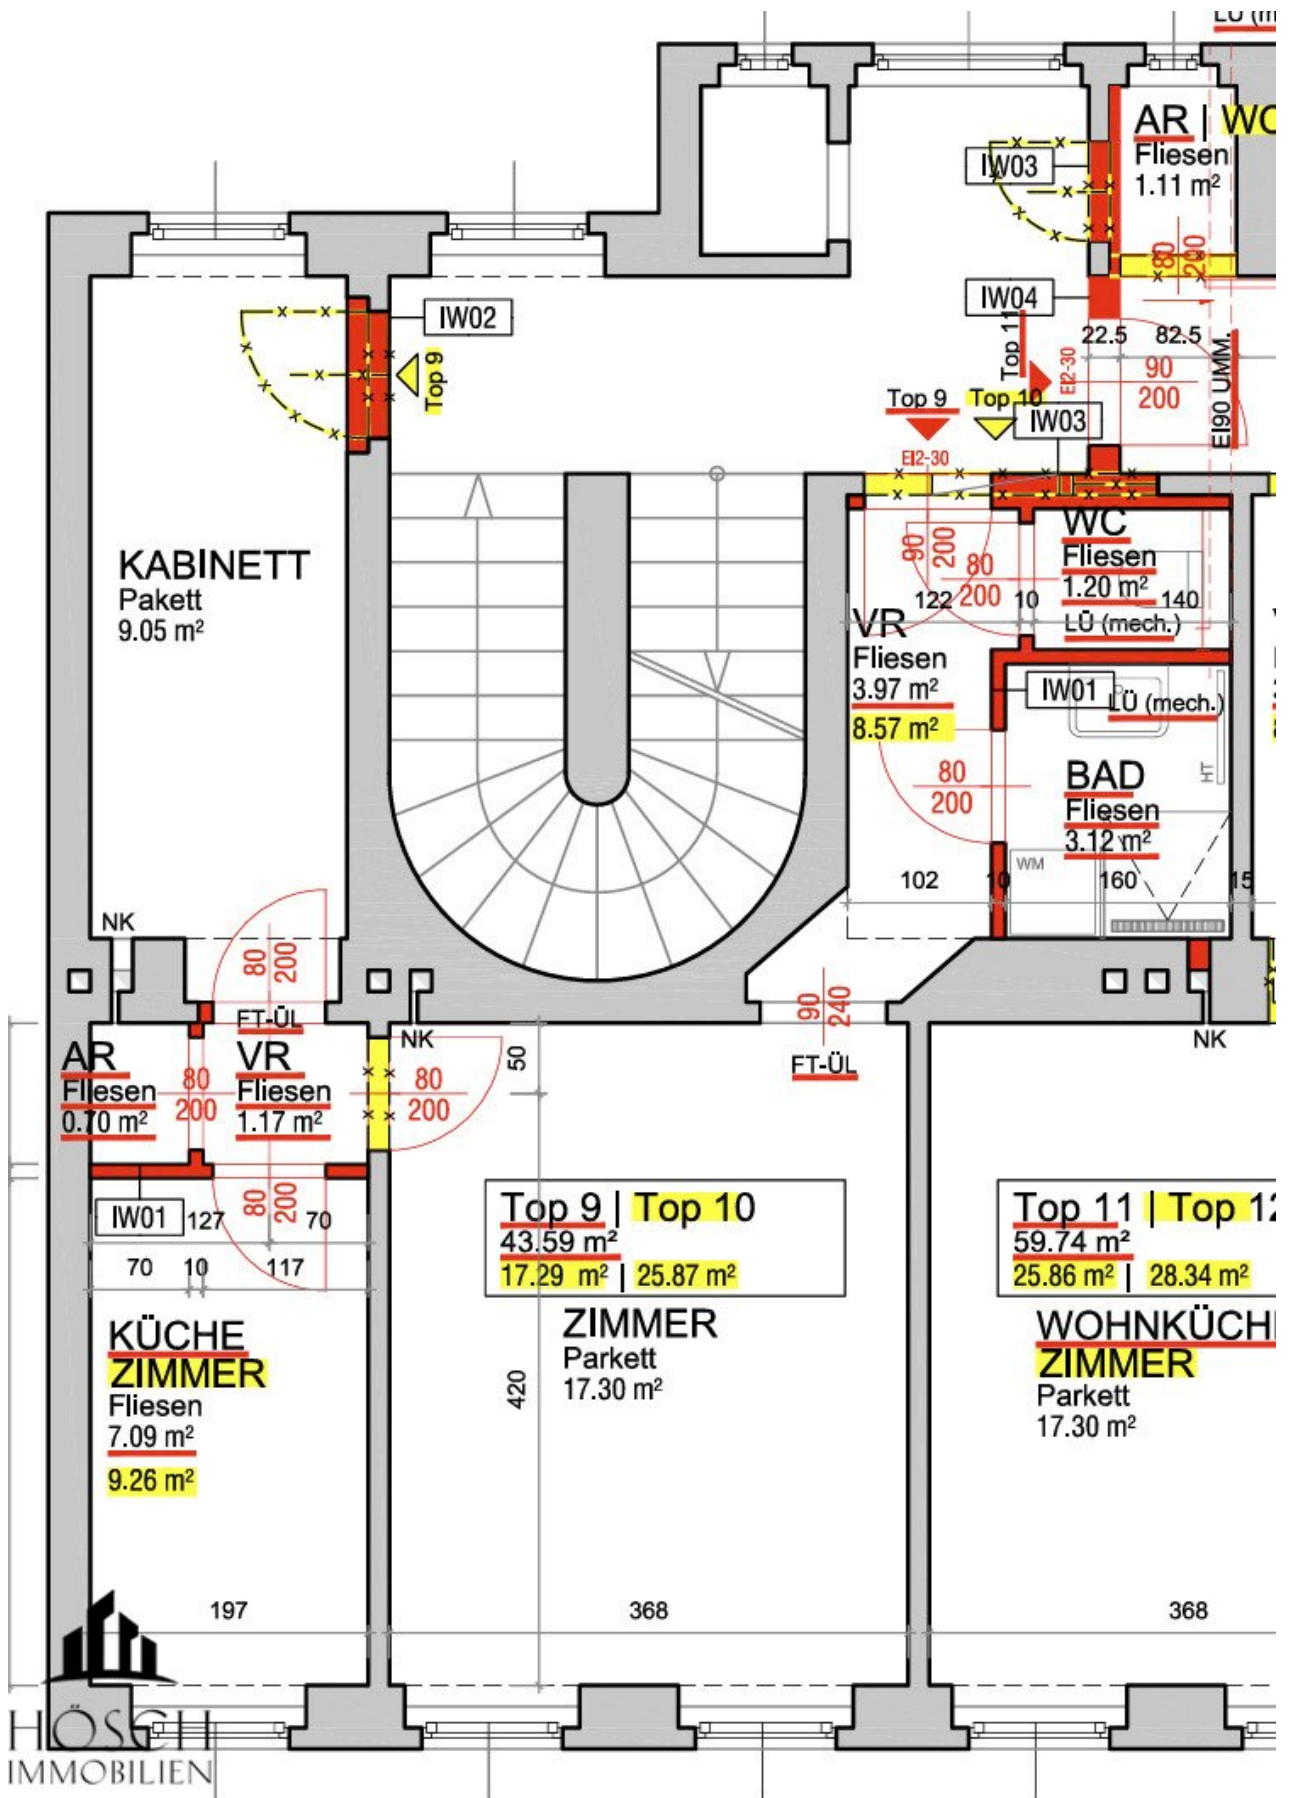 LÜ (m
AR | WC
Fliesen
1.11 m²
IW03
80
200
IW02
Top 9
IW04
Top 11
EI2-30
22.5
82.5
90
200
EI90 UMM.
Top 9
Top 10
IW03
EI2-30
KABINETT
Pakett
9.05 m²
90
200
80
200
WC
Fliesen
1.20 m²
LÜ (mech.)
122
10
140
VR
Fliesen
3.97 m²
8.57 m²
IW01
LÜ (mech.)
HT
80
200
BAD
Fliesen
3.12 m²
WM
102
10
160
15
NK
80
200
FT-ÜL
90
240
FT-ÜL
NK
NK
AR
Fliesen
0.70 m²
80
200
VR
Fliesen
1.17 m²
80
200
50
IW01
127
80
200
70
70
10
117
Top 9 | Top 10
43.59 m²
17.29 m² | 25.87 m²
Top 11 | Top 12
59.74 m²
25.86 m² | 28.34 m²
KÜCHE
ZIMMER
Fliesen
7.09 m²
9.26 m²
ZIMMER
Parkett
17.30 m²
420
WOHNKÜCH
ZIMMER
Parkett
17.30 m²
197
368
368
HÖSCH
IMMOBILIEN